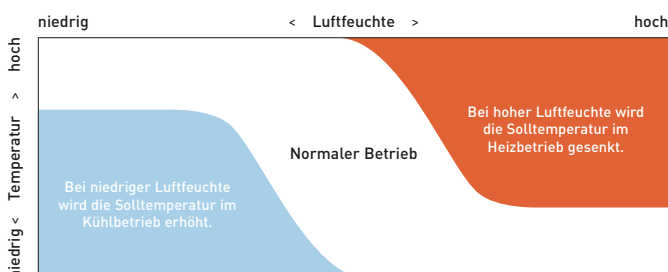 niedrig < Luftfeuchte > hoch
niedrig < Temperatur > hoch
Bei hoher Luftfeuchte wird
die Solltemperatur im
Heizbetrieb gesenkt.
Normaler Betrieb
Bei niedriger Luftfeuchte
wird die Solltemperatur im
Kühlbetrieb erhöht.